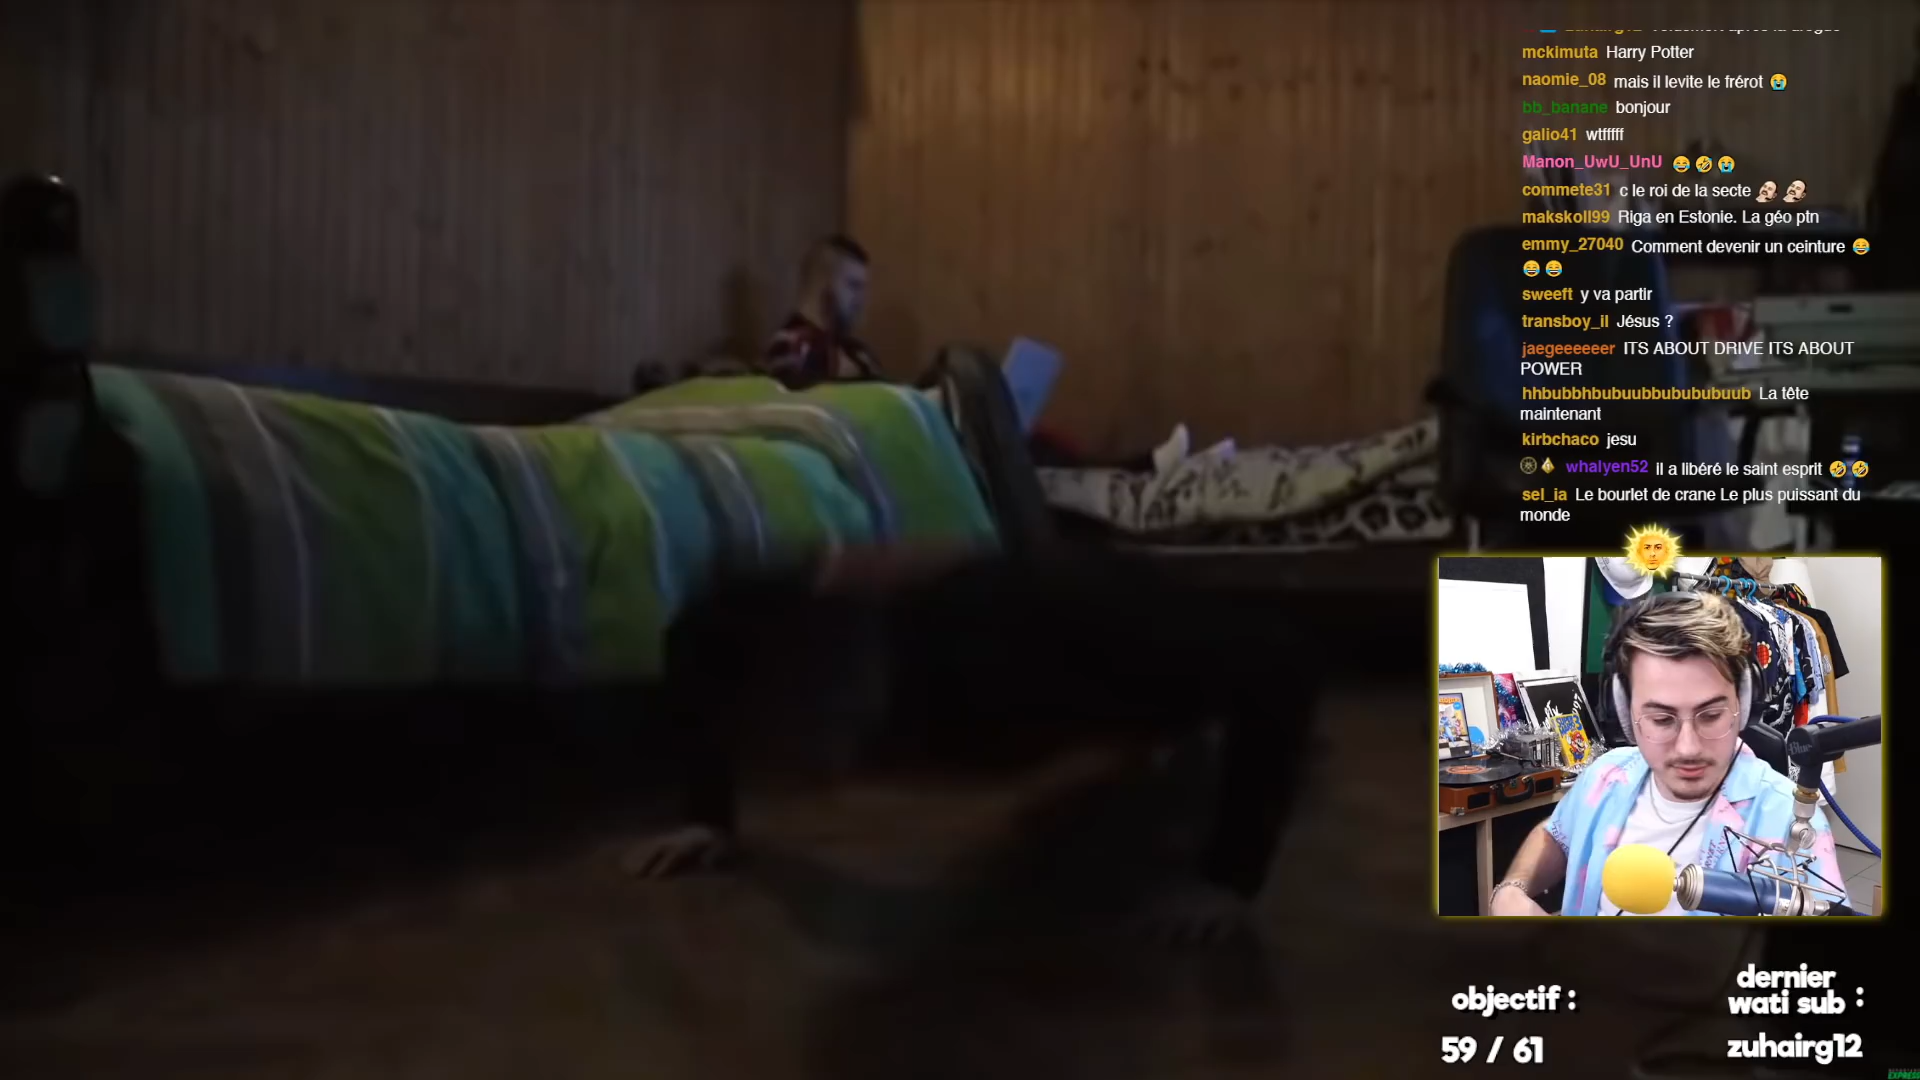 mckimuta Harry Potter
naomie_08 mais il levite le frérot 😭
bb_banane bonjour
galio41 wtfffff
Manon_UwU_UnU 😂 🤣 😭
commete31 c le roi de la secte
makskoll99 Riga en Estonie. La géo ptn
emmy_27040 Comment devenir un ceinture 😂
😂 😂
sweeft y va partir
transboy_il Jésus ?
jaegeeeeeer ITS ABOUT DRIVE ITS ABOUT
POWER
hhbubbhbubuubbubububuub La tête
maintenant
kirbchaco jesu
whalyen52 il a libéré le saint esprit 🤣 🤣
sel_ia Le bourlet de crane Le plus puissant du
monde
objectif :
59 / 61
dernier
wati sub :
zuhairg12